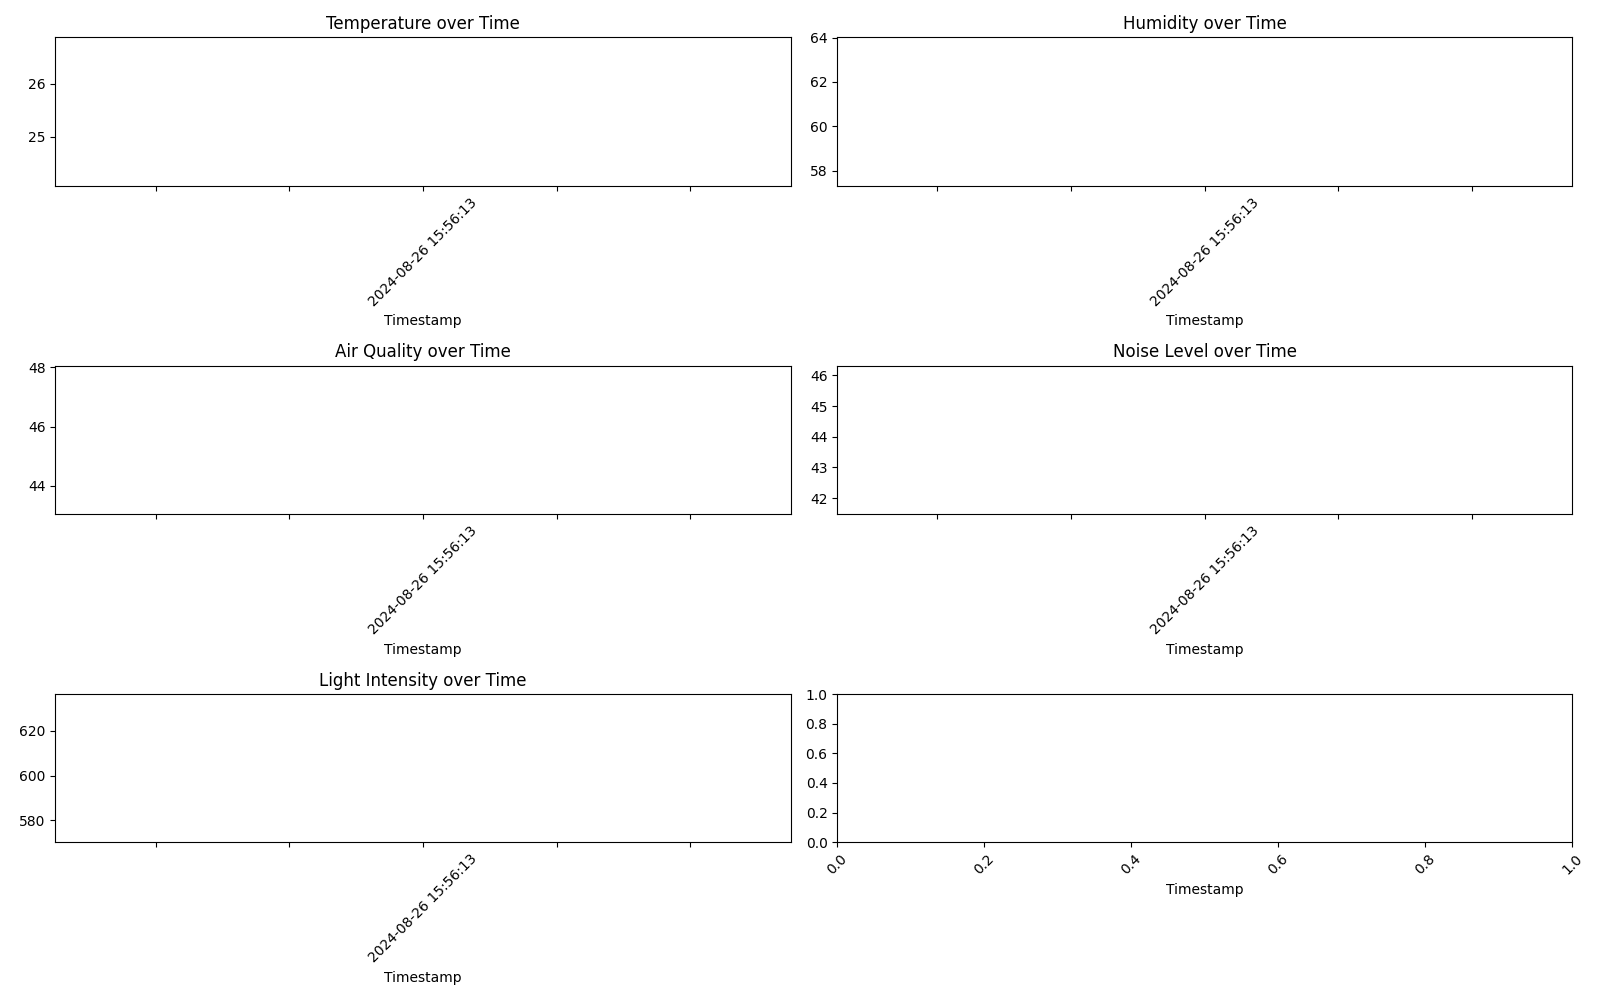 Temperature over Time
26
25
2024-08-26 15:56:13
Timestamp
Humidity over Time
64
62
60
58
2024-08-26 15:56:13
Timestamp
Air Quality over Time
48
46
44
2024-08-26 15:56:13
Timestamp
Noise Level over Time
46
45
44
43
42
2024-08-26 15:56:13
Timestamp
Light Intensity over Time
620
600
580
2024-08-26 15:56:13
Timestamp
1.0
0.8
0.6
0.4
0.2
0.0
0.0 0.2 0.4 0.6 0.8 1.0
Timestamp